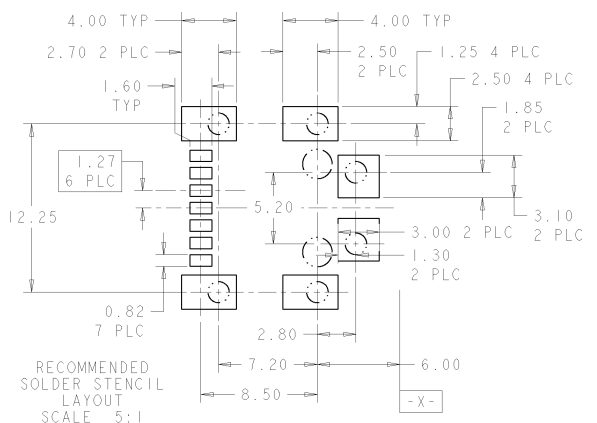 4.00 TYP
4.00 TYP
2.70 2 PLC
2.50
2 PLC
1.25 4 PLC
2.50 4 PLC
1.60
TYP
1.85
2 PLC
1.27
6 PLC
12.25
5.20
3.10
2 PLC
3.00 2 PLC
1.30
2 PLC
0.82
7 PLC
2.80
7.20
6.00
8.50
-X-
RECOMMENDED
SOLDER STENCIL
LAYOUT
SCALE 5:1